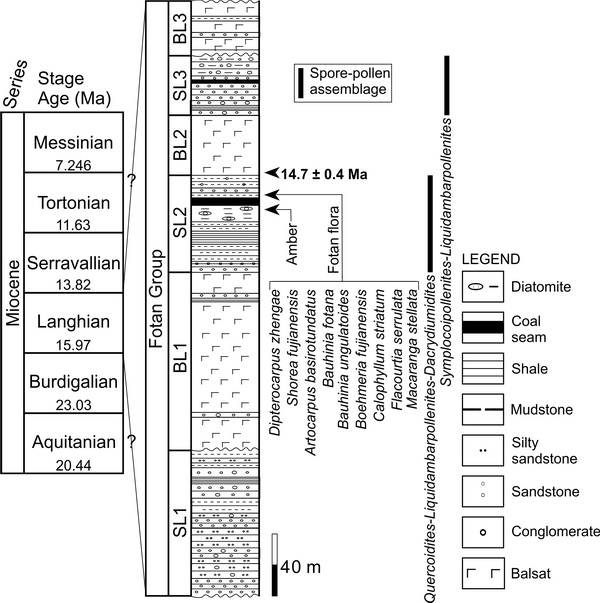 Series
Stage
Age (Ma)
Miocene
Messinian
7.246
Tortonian
11.63
Serravallian
13.82
Langhian
15.97
Burdigalian
23.03
Aquitanian
20.44
?
?
Fotan Group
BL3
SL3
BL2
SL2
BL1
SL1
Spore-pollen
assemblage
14.7 ± 0.4 Ma
Amber
Fotan flora
Dipterocarpus zhengae
Shorea fujianensis
Artocarpus basirotundatus
Bauhinia fotana
Bauhinia ungulatoides
Boehmeria fujianensis
Calophyllum striatum
Flacourtia serrulata
Macaranga stellata
Quercoidites-Liquidambarpollenites-Dacrydiumidites
Symplocoipollenites-Liquidambarpollenites
40 m
LEGEND
Diatomite
Coal
seam
Shale
Mudstone
Silty
sandstone
Sandstone
Conglomerate
Balsat